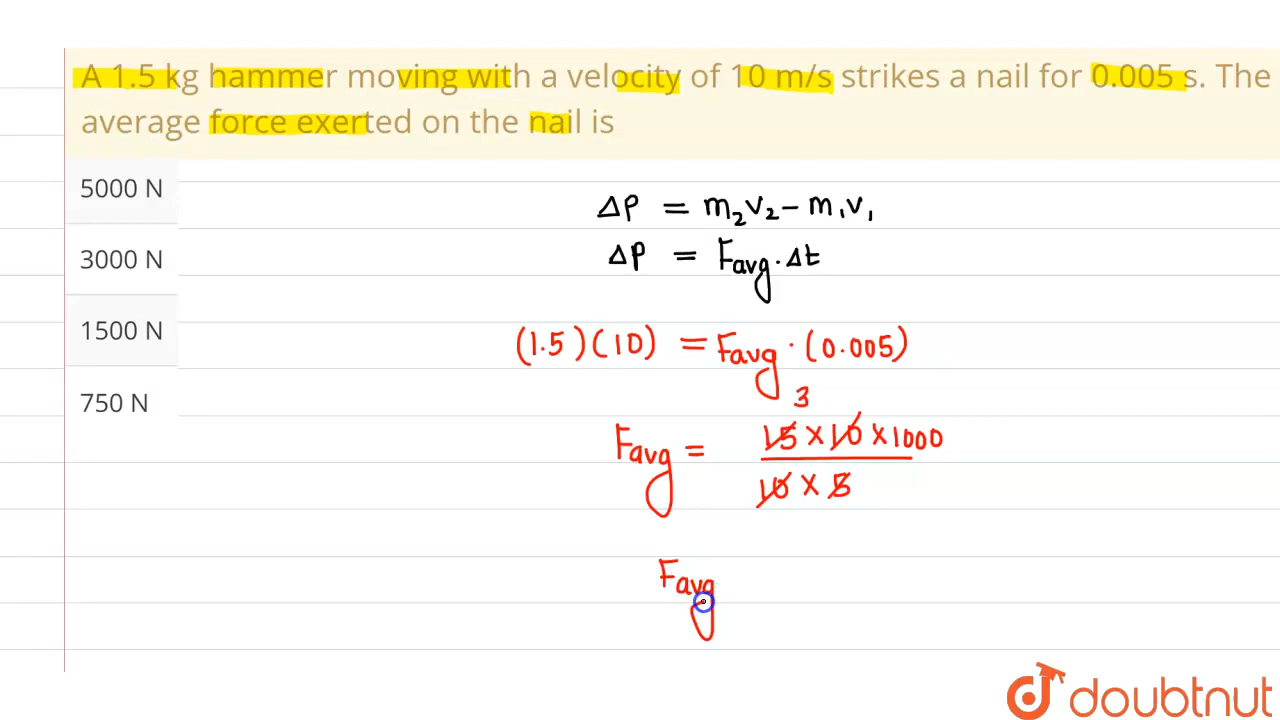 A 1.5 kg hammer moving with a velocity of 10 m/s strikes a nail for 0.005 s. The
average force exerted on the nail is
5000 N
3000 N
1500 N
750 N
Δp = m₂v₂ - m₁v₁
Δp = Favg · Δt
(1.5)(10) = Favg · (0.005)
3
Favg = 15 × 10 × 1000
10 × 5
Favg
doubtnut